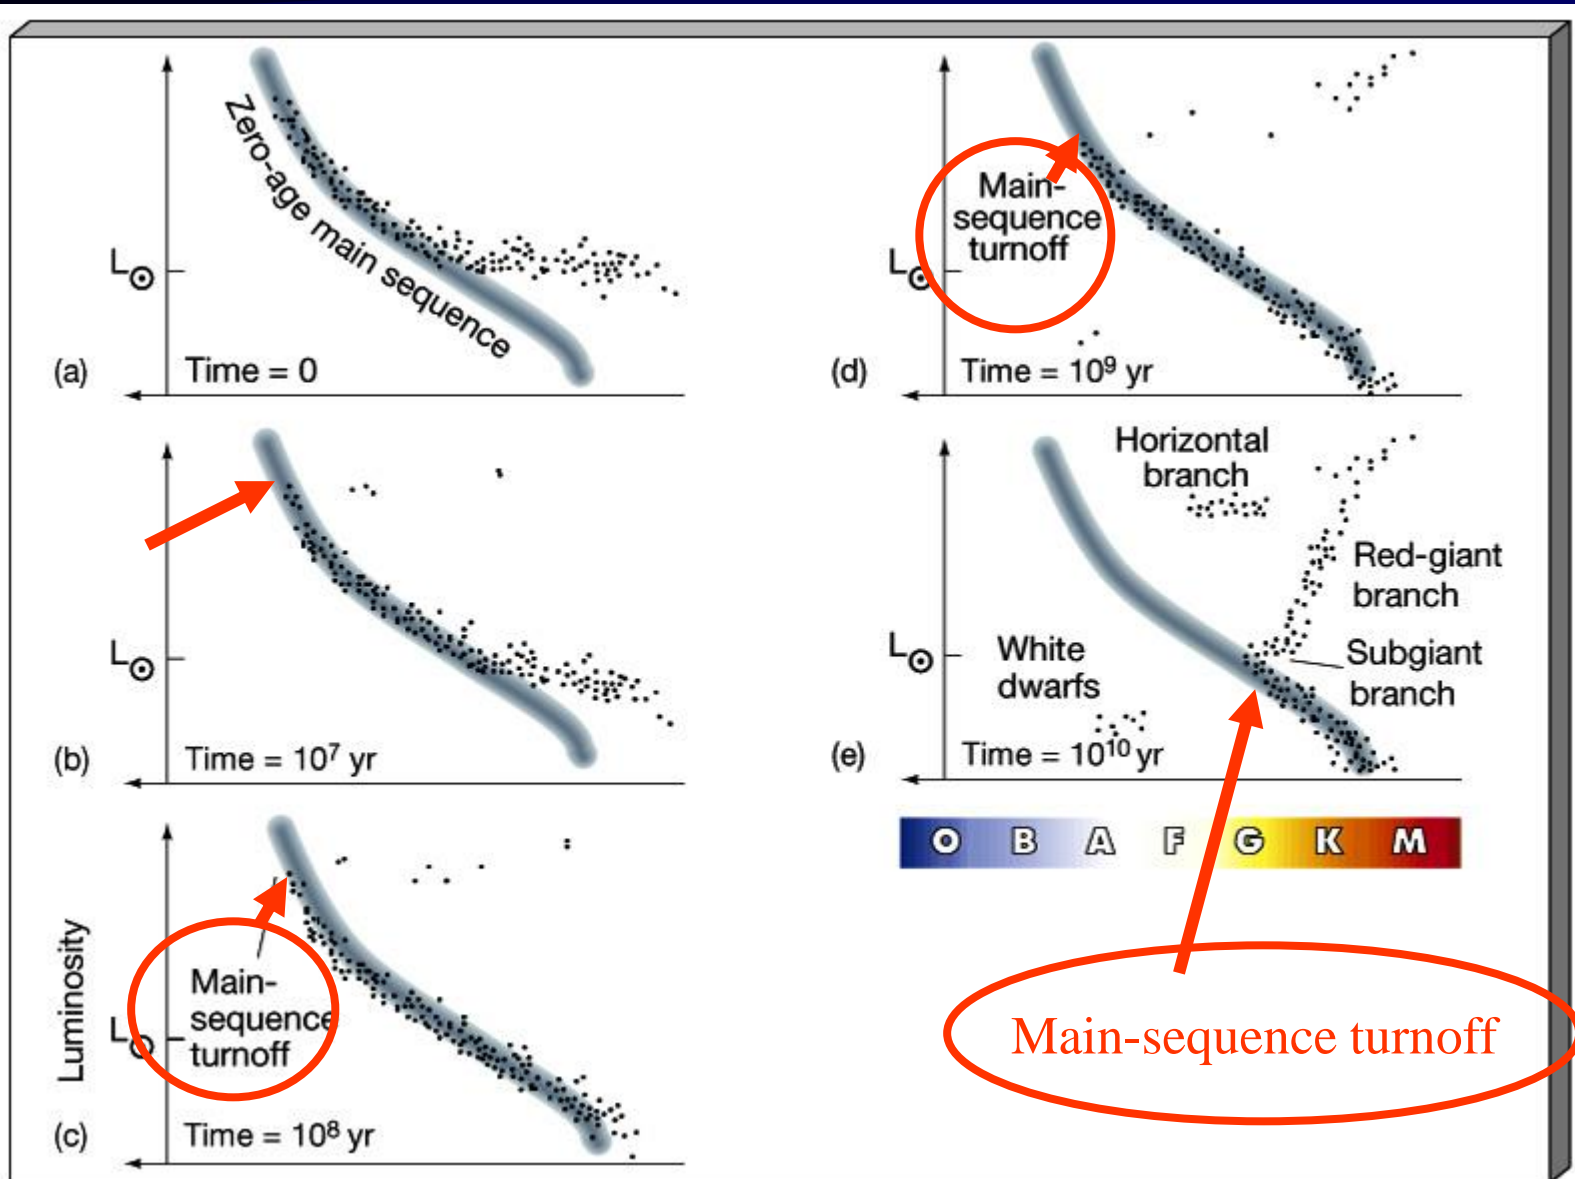 Zero-age main sequence
L⊙
(a)
Time = 0
L⊙
(b)
Time = 10⁷ yr
Main-
sequence
turnoff
Luminosity
L⊙
(c)
Time = 10⁸ yr
Main-
sequence
turnoff
L⊙
(d)
Time = 10⁹ yr
Horizontal
branch
Red-giant
branch
L⊙
White
dwarfs
Subgiant
branch
(e)
Time = 10¹⁰ yr
O B A F G K M
Main-sequence turnoff